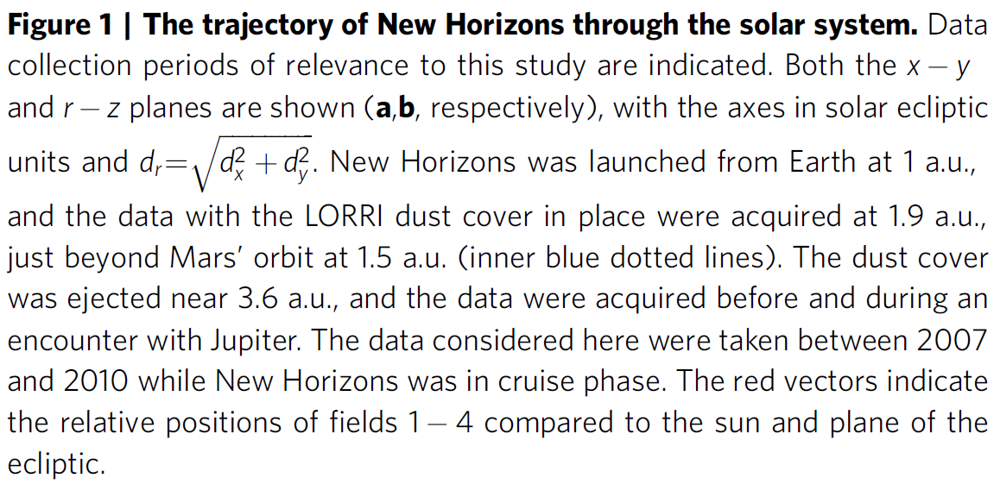 Figure 1 | The trajectory of New Horizons through the solar system. Data
collection periods of relevance to this study are indicated. Both the x – y
and r – z planes are shown (a,b, respectively), with the axes in solar ecliptic
units and dᵣ=√(dₓ² + d_y²). New Horizons was launched from Earth at 1 a.u.,
and the data with the LORRI dust cover in place were acquired at 1.9 a.u.,
just beyond Mars’ orbit at 1.5 a.u. (inner blue dotted lines). The dust cover
was ejected near 3.6 a.u., and the data were acquired before and during an
encounter with Jupiter. The data considered here were taken between 2007
and 2010 while New Horizons was in cruise phase. The red vectors indicate
the relative positions of fields 1 – 4 compared to the sun and plane of the
ecliptic.